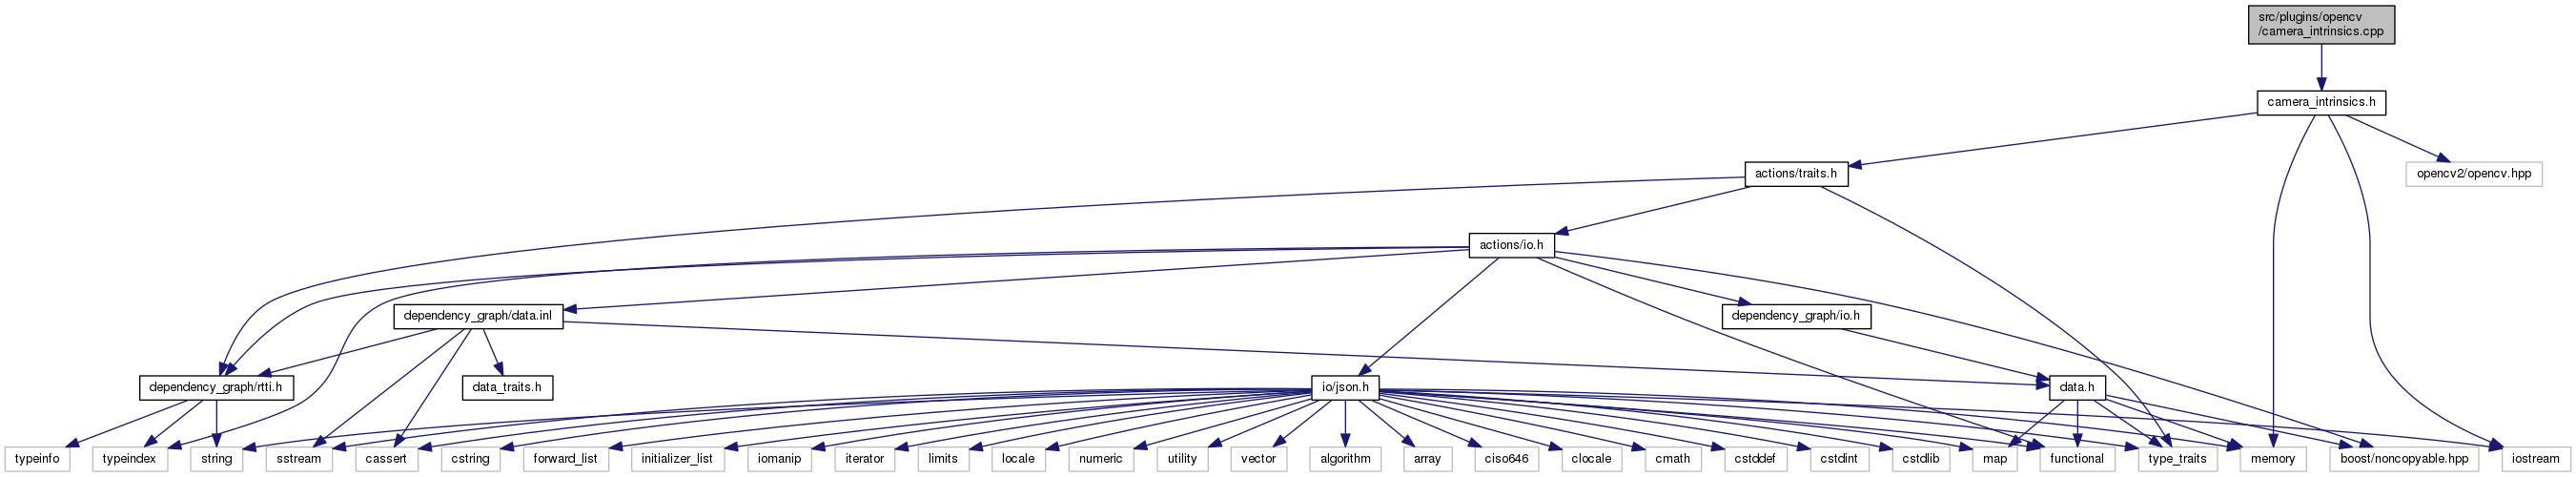 src/plugins/opencv
/camera_intrinsics.cpp
camera_intrinsics.h
actions/traits.h
opencv2/opencv.hpp
actions/io.h
dependency_graph/data.inl
dependency_graph/io.h
dependency_graph/rtti.h
data_traits.h
io/json.h
data.h
typeinfo
typeindex
string
sstream
cassert
cstring
forward_list
initializer_list
iomanip
iterator
limits
locale
numeric
utility
vector
algorithm
array
ciso646
clocale
cmath
cstddef
cstdint
cstdlib
map
functional
type_traits
memory
boost/noncopyable.hpp
iostream